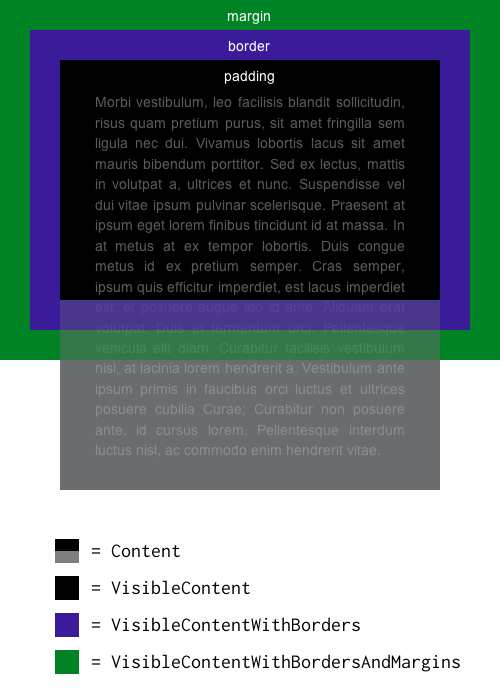 margin
border
padding
Morbi vestibulum, leo facilisis blandit sollicitudin,
risus quam pretium purus, sit amet fringilla sem
ligula nec dui. Vivamus lobortis lacus sit amet
mauris bibendum porttitor. Sed ex lectus, mattis
in volutpat a, ultrices et nunc. Suspendisse vel
dui vitae ipsum pulvinar scelerisque. Praesent at
ipsum eget lorem finibus tincidunt id at massa. In
at metus at ex tempor lobortis. Duis congue
metus id ex pretium semper. Cras semper,
ipsum quis efficitur imperdiet, est lacus imperdiet
est, et posuere augue leo id ante. Aliquam erat
volutpat. Duis et fermentum orci. Pellentesque
vehicula elit diam. Curabitur facilisis vestibulum
nisi, at lacinia lorem hendrerit a. Vestibulum ante
ipsum primis in faucibus orci luctus et ultrices
posuere cubilia Curae; Curabitur non posuere
ante, id cursus lorem. Pellentesque interdum
luctus nisl, ac commodo enim hendrerit vitae.
= Content
= VisibleContent
= VisibleContentWithBorders
= VisibleContentWithBordersAndMargins